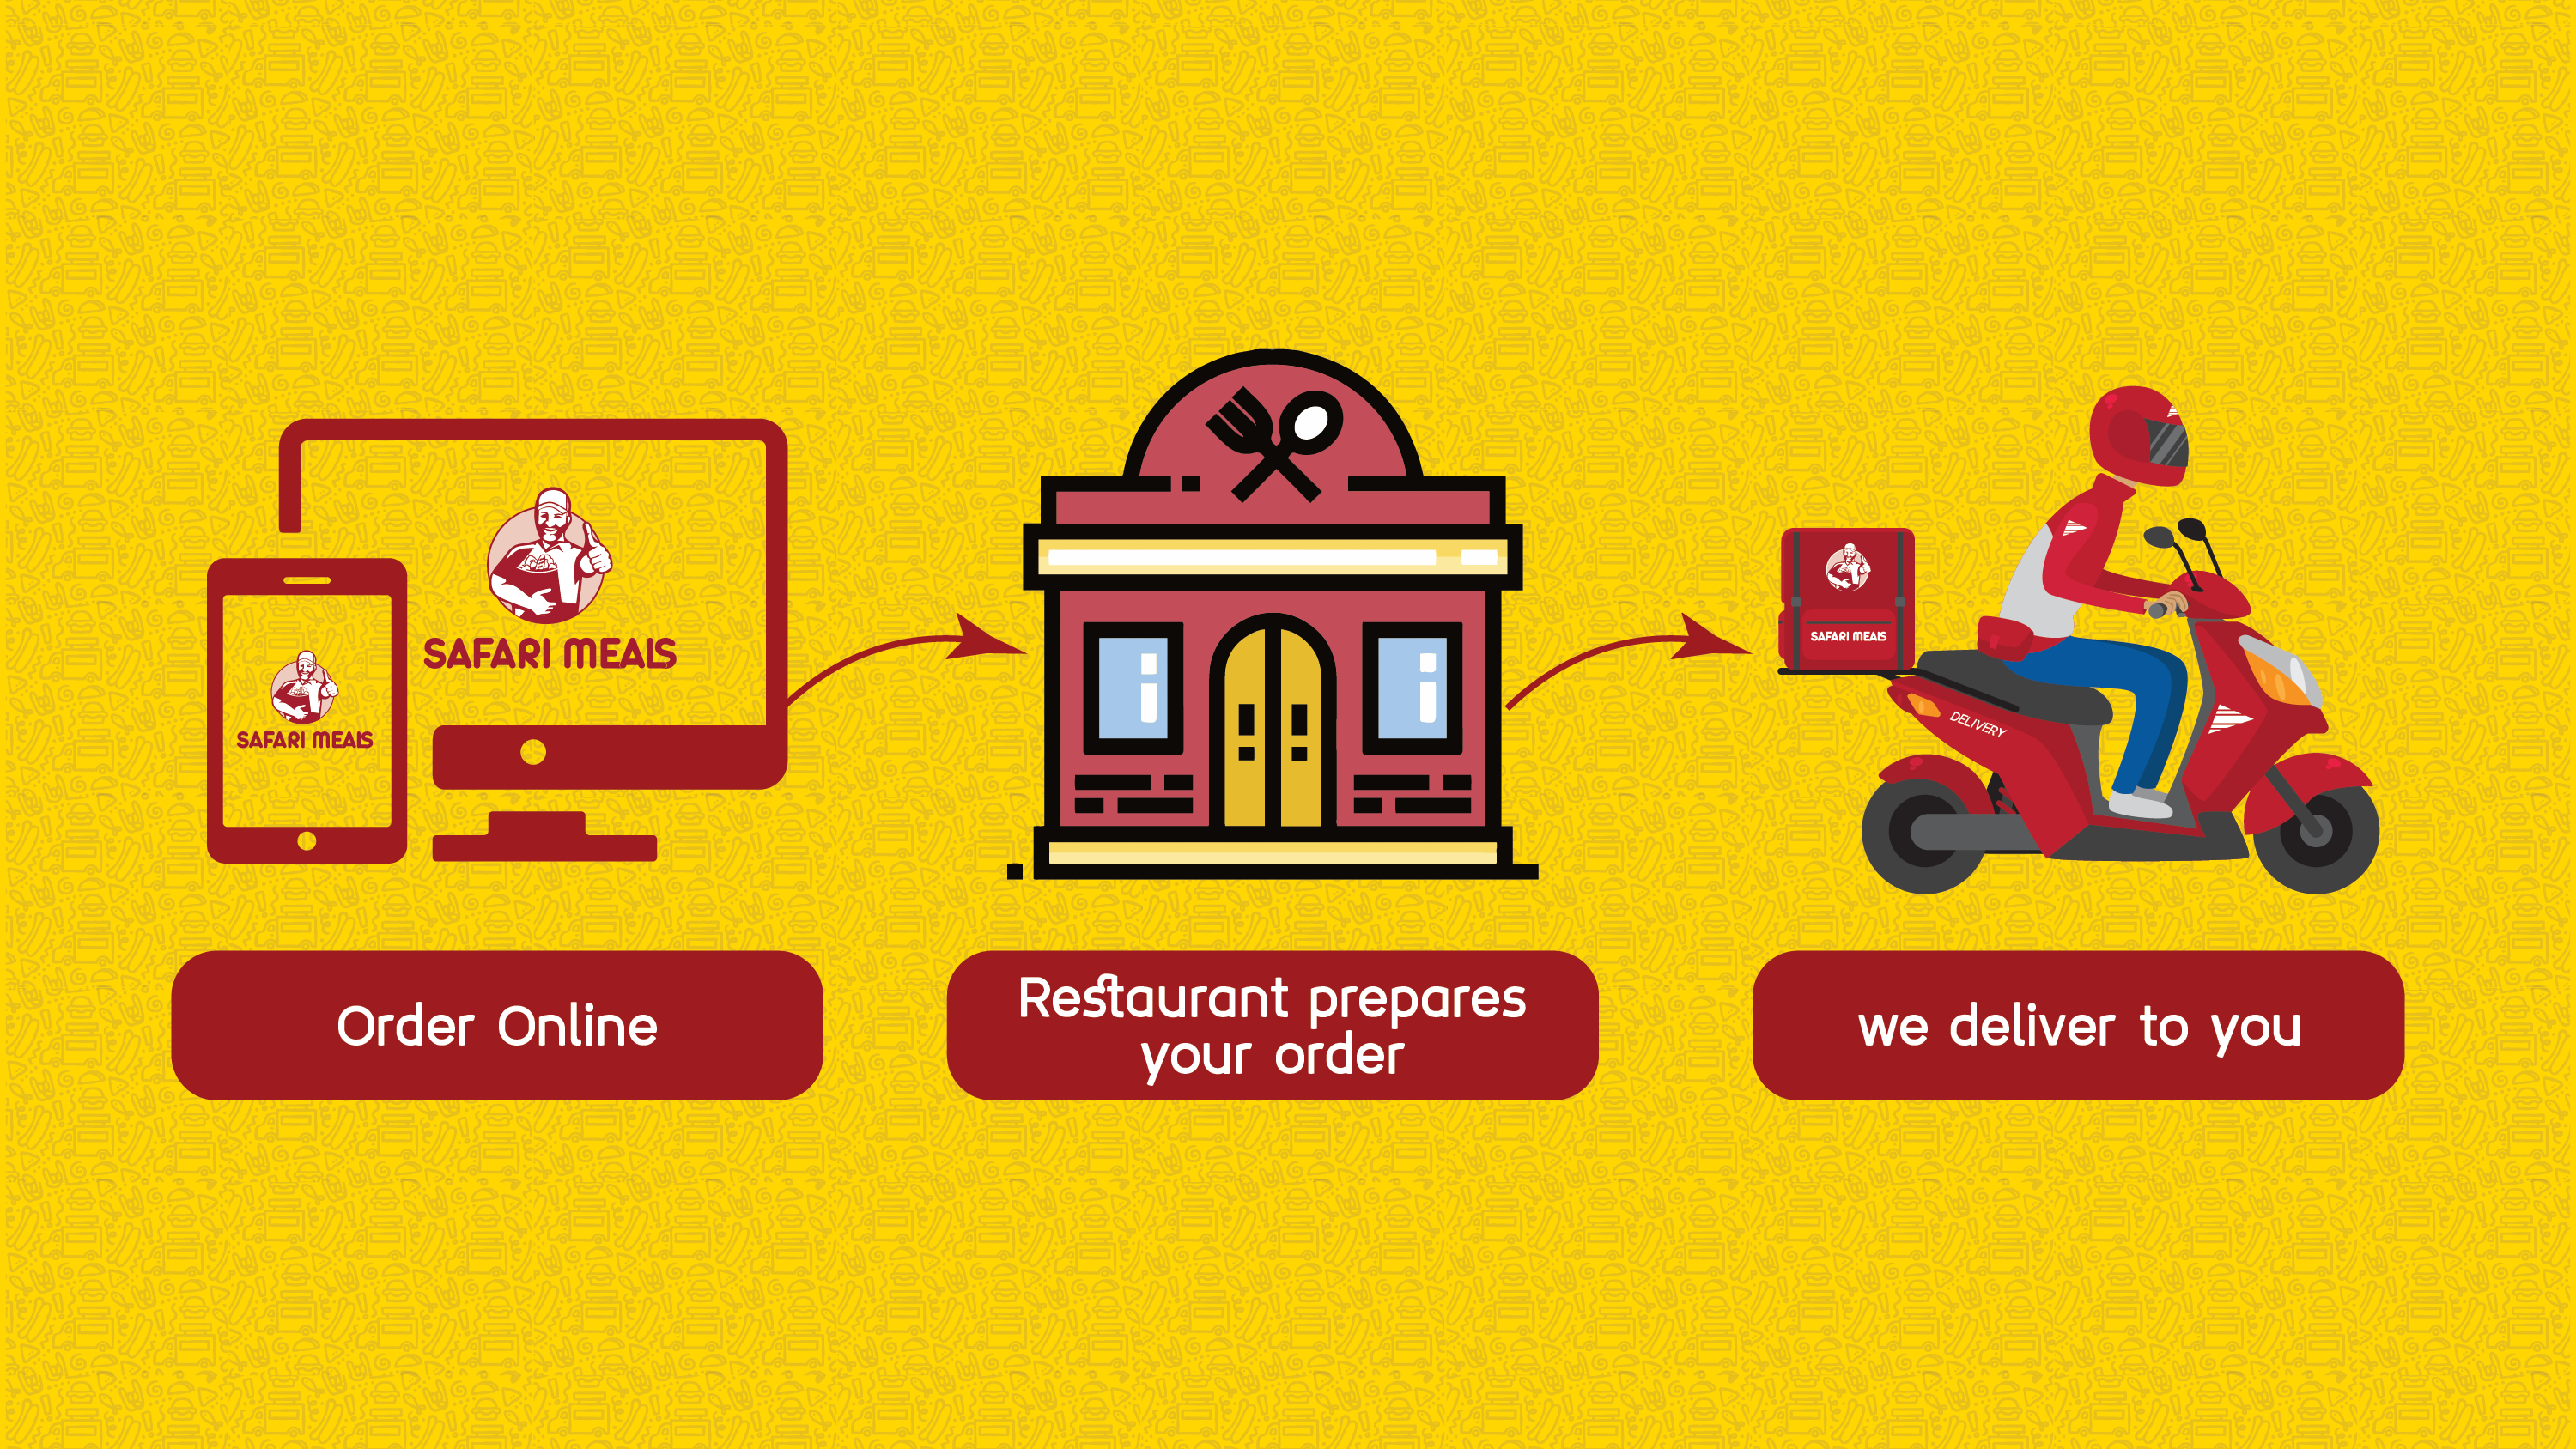 SAFARI MEALS
SAFARI MEALS
SAFARI MEALS
DELIVERY
Order Online
Restaurant prepares
your order
we deliver to you